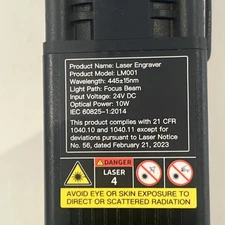 Product Name: Laser Engraver
Product Model: LM001
Wavelength: 445±15nm
Light Path: Focus Beam
Input Voltage: 24V DC
Optical Power: 10W
IEC 60825-1:2014
This product complies with 21 CFR
1040.10 and 1040.11 except for
deviations pursuant to Laser Notice
No. 56, dated February 21, 2023
DANGER
LASER
4
AVOID EYE OR SKIN EXPOSURE TO
DIRECT OR SCATTERED RADIATION